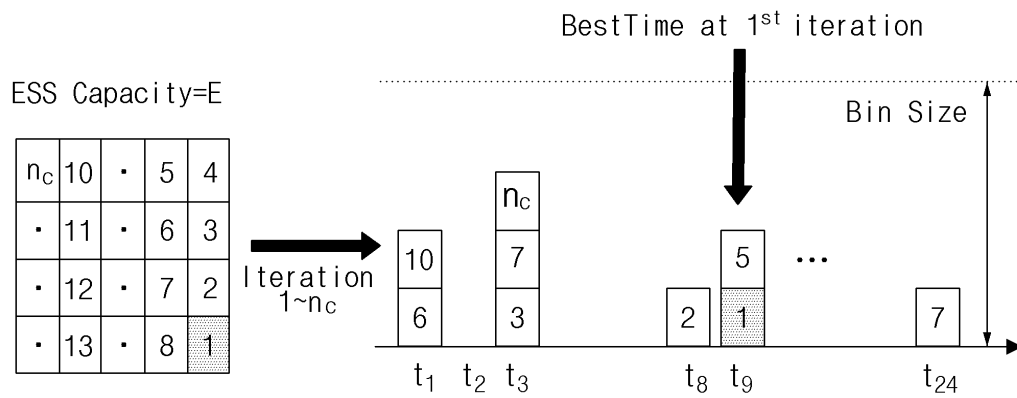 BestTime at 1st iteration
ESS Capacity=E
Bin Size
nc 10 · 5 4
· 11 · 6 3
· 12 · 7 2
· 13 · 8 1
Iteration
1~nc
nc
10 7 5 ...
6 3 2 1 7
t1 t2 t3 t8 t9 t24